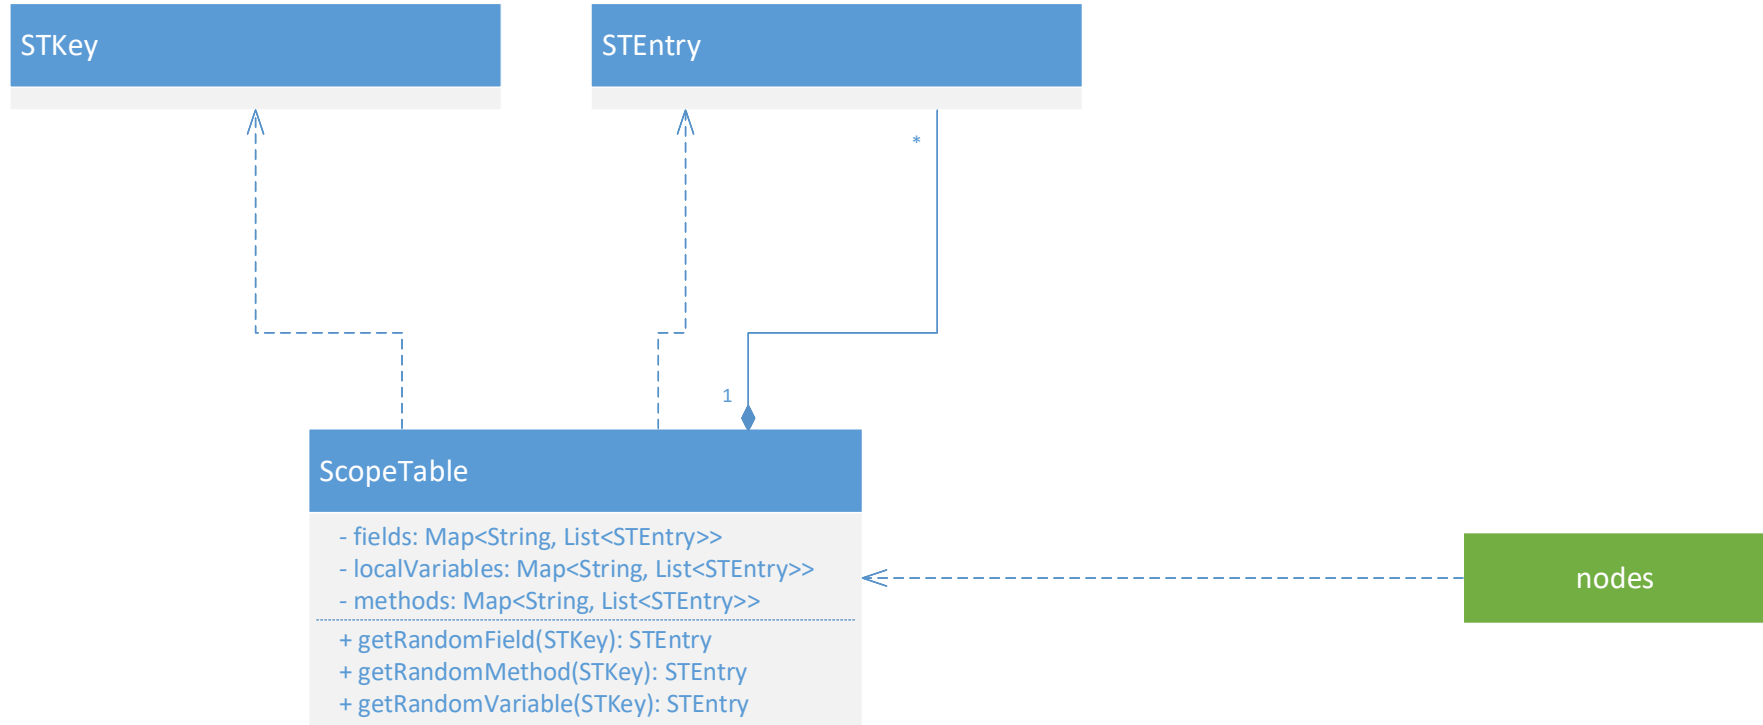 STKey
STEntry
*
1
ScopeTable
- fields: Map<String, List<STEntry>>
- localVariables: Map<String, List<STEntry>>
- methods: Map<String, List<STEntry>>
+ getRandomField(STKey): STEntry
+ getRandomMethod(STKey): STEntry
+ getRandomVariable(STKey): STEntry
nodes